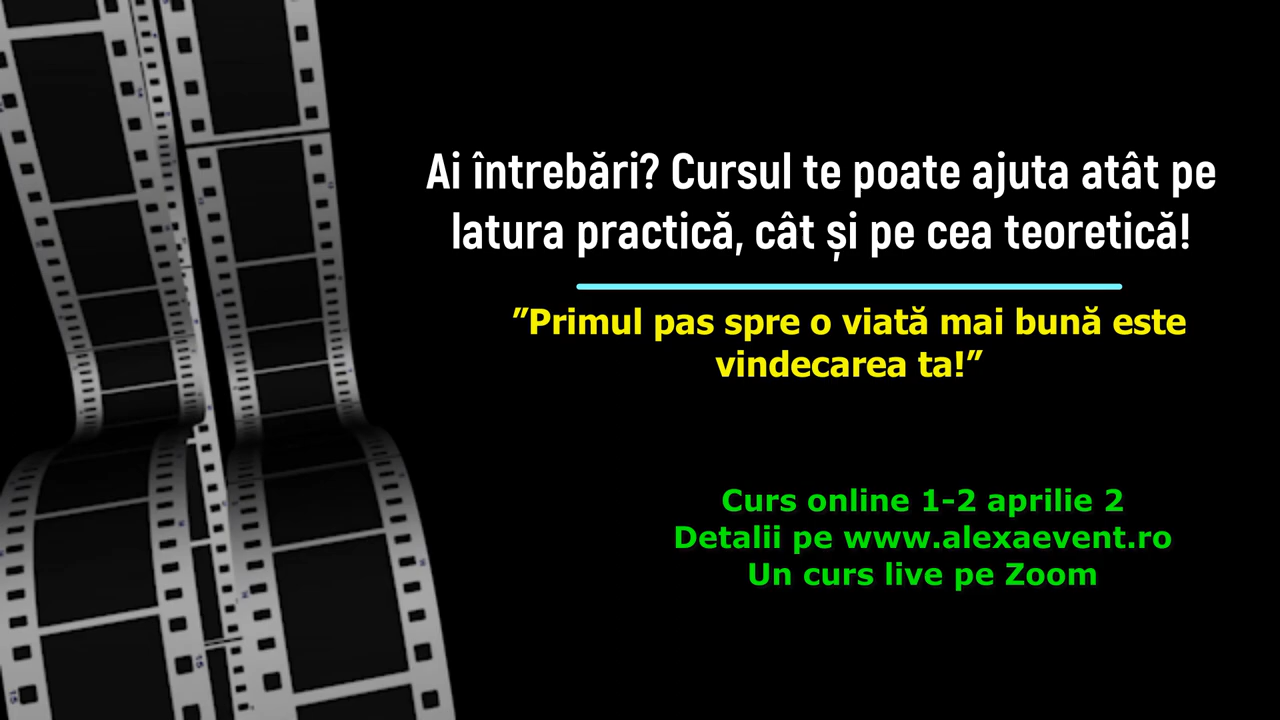 Ai întrebări? Cursul te poate ajuta atât pe
latura practică, cât și pe cea teoretică!
”Primul pas spre o viată mai bună este
vindecarea ta!”
Curs online 1-2 aprilie 2
Detalii pe www.alexaevent.ro
Un curs live pe Zoom